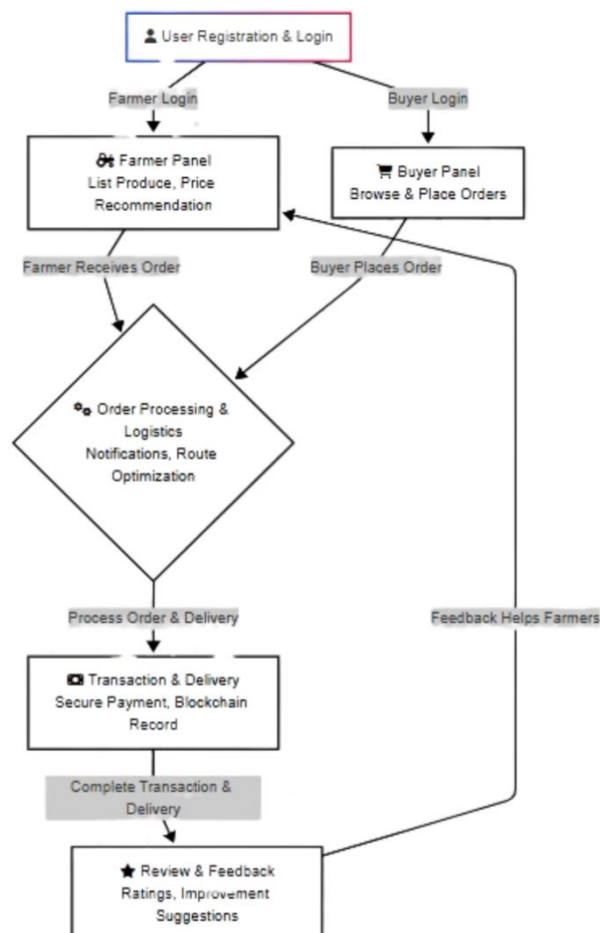 User Registration & Login
Farmer Login
Buyer Login
Farmer Panel
List Produce, Price
Recommendation
Buyer Panel
Browse & Place Orders
Farmer Receives Order
Buyer Places Order
Order Processing &
Logistics
Notifications, Route
Optimization
Process Order & Delivery
Feedback Helps Farmers
Transaction & Delivery
Secure Payment, Blockchain
Record
Complete Transaction &
Delivery
Review & Feedback
Ratings, Improvement
Suggestions